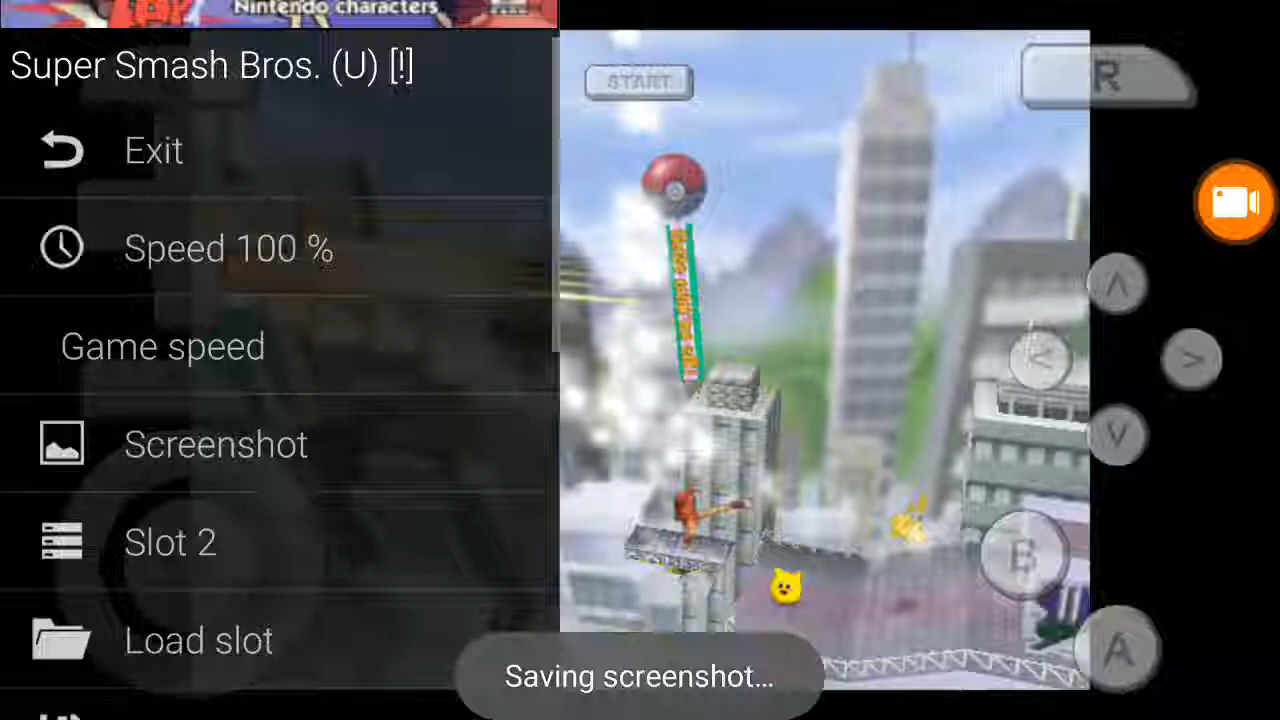 Nintendo characters
Super Smash Bros. (U) [!]
START
R
Exit
Speed 100 %
Game speed
Screenshot
Slot 2
B
Load slot
A
Saving screenshot...